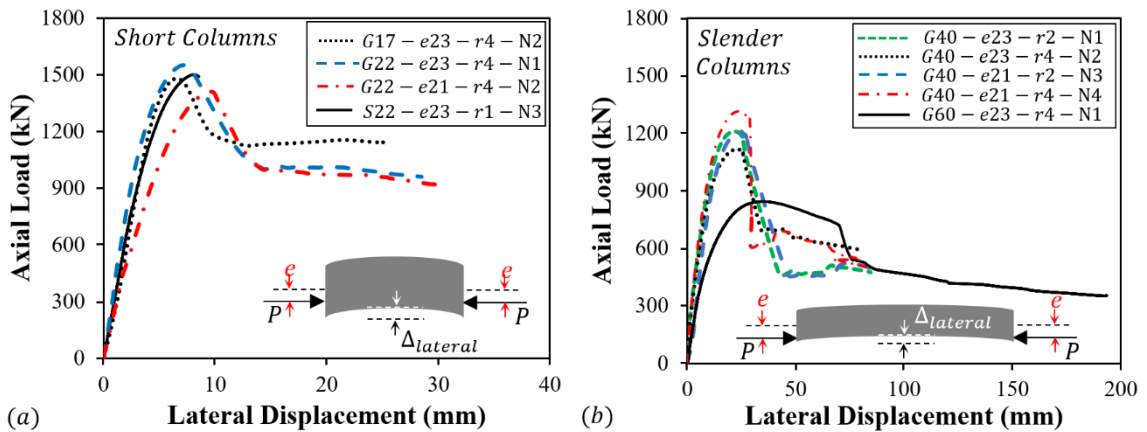 1800
1500
1200
900
600
300
0
Axial Load (kN)
Short Columns
G17 − e23 − r4 − N2
G22 − e23 − r4 − N1
G22 − e21 − r4 − N2
S22 − e23 − r1 − N3
e
P
e
P
Δlateral
0 10 20 30 40
(a) Lateral Displacement (mm)
1800
1500
1200
900
600
300
0
Axial Load (kN)
Slender
Columns
G40 − e23 − r2 − N1
G40 − e23 − r4 − N2
G40 − e21 − r2 − N3
G40 − e21 − r4 − N4
G60 − e23 − r4 − N1
e
P
Δlateral
e
P
0 50 100 150 200
(b) Lateral Displacement (mm)